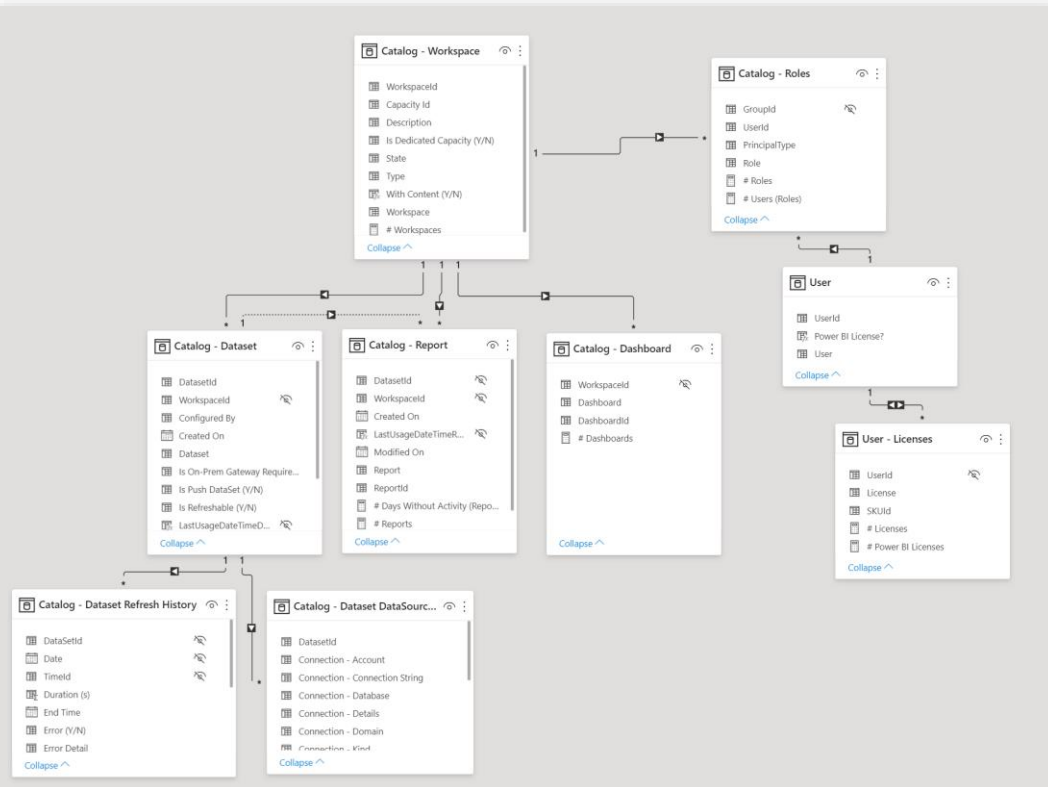 Catalog - Workspace
WorkspaceId
Capacity Id
Description
Is Dedicated Capacity (Y/N)
State
Type
With Content (Y/N)
Workspace
# Workspaces
Collapse
Catalog - Roles
GroupId
UserId
PrincipalType
Role
# Roles
# Users (Roles)
Collapse
1
*
*
1
User
UserId
Power BI License?
User
Collapse
1
*
User - Licenses
UserId
License
SKUId
# Licenses
# Power BI Licenses
Collapse
1 1 1
* 1 * * *
Catalog - Dataset
DatasetId
WorkspaceId
Configured By
Created On
Dataset
Is On-Prem Gateway Require...
Is Push DataSet (Y/N)
Is Refreshable (Y/N)
LastUsageDateTimeD...
Collapse
Catalog - Report
DatasetId
WorkspaceId
Created On
LastUsageDateTimeR...
Modified On
Report
ReportId
# Days Without Activity (Repo...
# Reports
Collapse
Catalog - Dashboard
WorkspaceId
Dashboard
DashboardId
# Dashboards
Collapse
1 1
*
*
Catalog - Dataset Refresh History
DataSetId
Date
TimeId
Duration (s)
End Time
Error (Y/N)
Error Detail
Collapse
Catalog - Dataset DataSourc...
DatasetId
Connection - Account
Connection - Connection String
Connection - Database
Connection - Details
Connection - Domain
Connection - Kind
Collapse